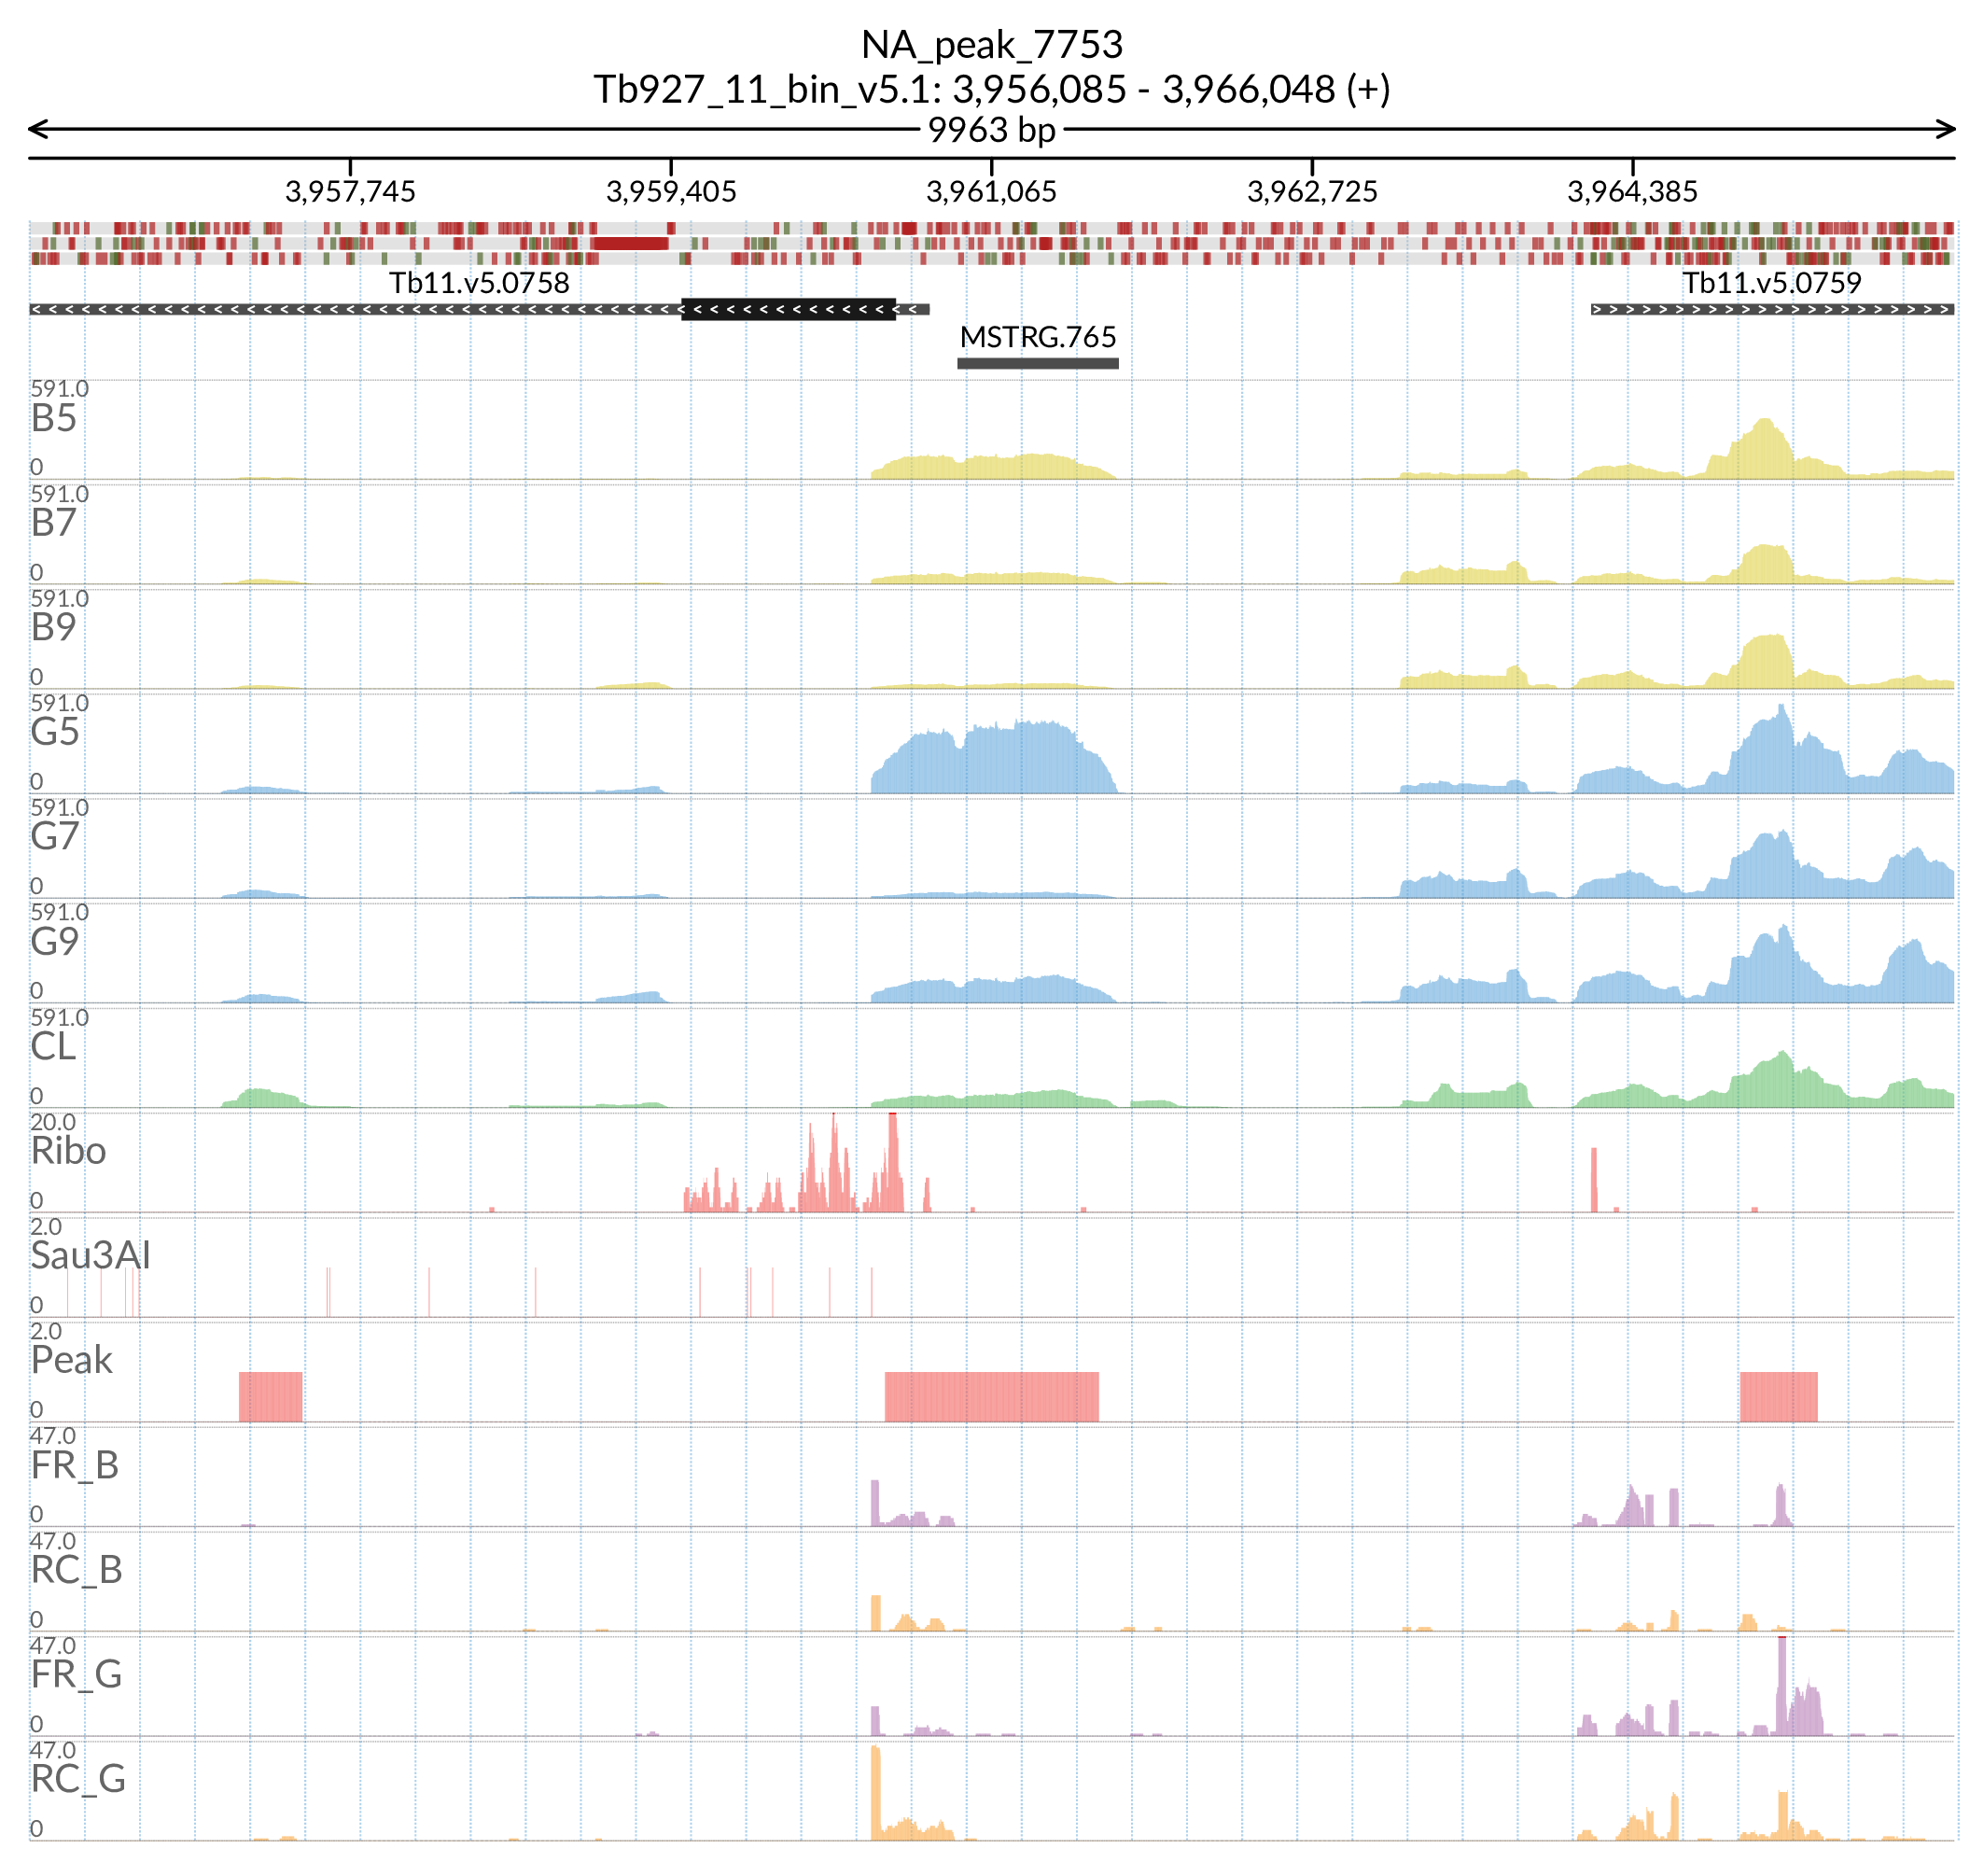 NA_peak_7753
Tb927_11_bin_v5.1: 3,956,085 - 3,966,048 (+)
9963 bp
3,957,745 3,959,405 3,961,065 3,962,725 3,964,385
Tb11.v5.0758 Tb11.v5.0759
MSTRG.765
591.0
B5
0
591.0
B7
0
591.0
B9
0
591.0
G5
0
591.0
G7
0
591.0
G9
0
591.0
CL
0
20.0
Ribo
0
2.0
Sau3AI
0
2.0
Peak
0
47.0
FR_B
0
47.0
RC_B
0
47.0
FR_G
0
47.0
RC_G
0